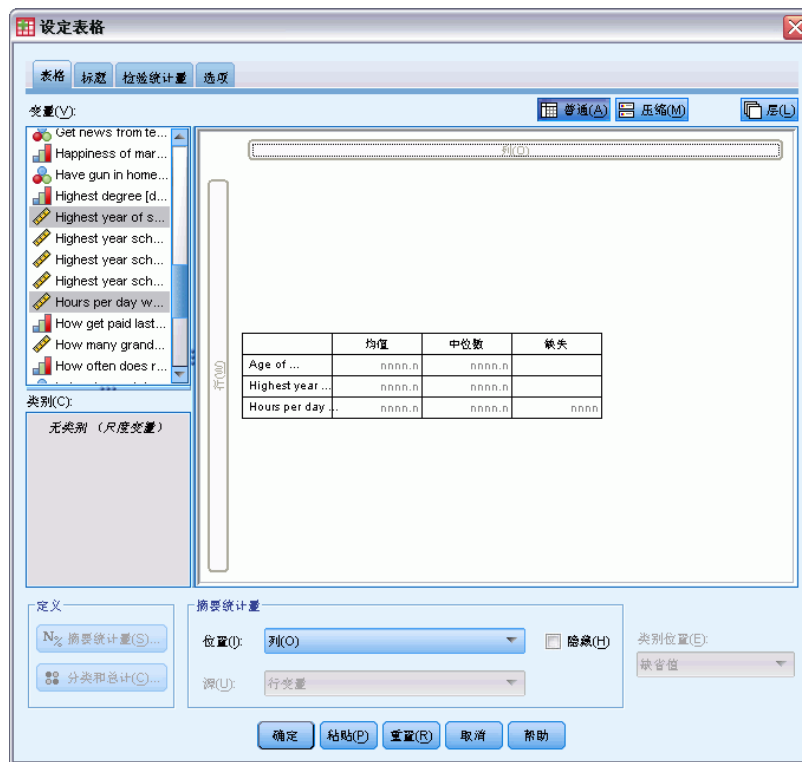 设定表格
表格 标题 检验统计量 选项
变量(V): 普通(A) 压缩(M) 层(L)
Get news from te...
Happiness of mar...
Have gun in home...
Highest degree [d...
Highest year of s...
Highest year sch...
Highest year sch...
Highest year sch...
Hours per day w...
How get paid last...
How many grand...
How often does r...
列(O)
行(W)
均值 中位数 缺失
Age of ... nnnn.n nnnn.n
Highest year ... nnnn.n nnnn.n
Hours per day ... nnnn.n nnnn.n nnnn
类别(C):
无类别 (尺度变量)
定义
N% 摘要统计量(S)...
分类和总计(C)...
摘要统计量
位置(I): 列(O) 隐藏(H)
源(U): 行变量
类别位置(E):
缺省值
确定 粘贴(P) 重置(R) 取消 帮助